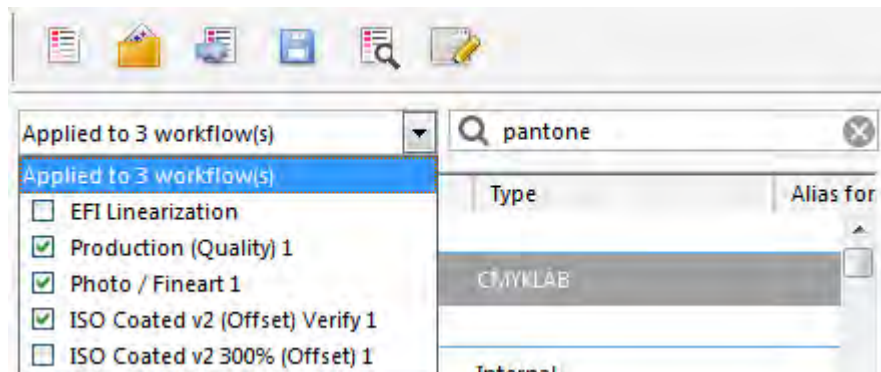 Applied to 3 workflow(s)
pantone
Applied to 3 workflow(s)
Type
Alias for
EFI Linearization
Production (Quality) 1
Photo / Fineart 1
CMYKLAB
ISO Coated v2 (Offset) Verify 1
ISO Coated v2 300% (Offset) 1
Internal